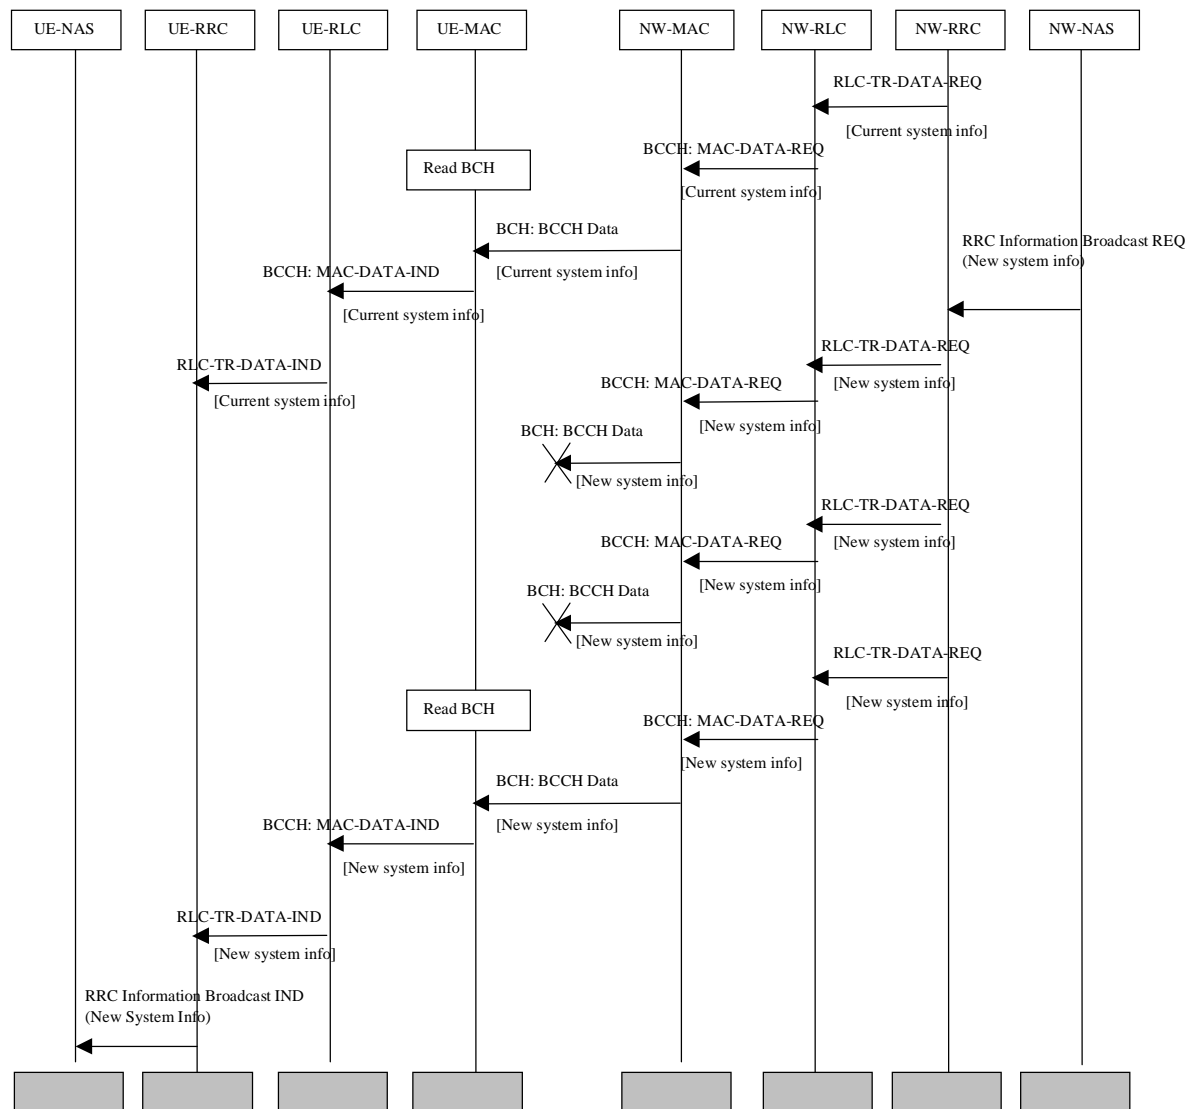 UE-NAS
UE-RRC
UE-RLC
UE-MAC
NW-MAC
NW-RLC
NW-RRC
NW-NAS
RLC-TR-DATA-REQ
[Current system info]
BCCH: MAC-DATA-REQ
Read BCH
[Current system info]
BCH: BCCH Data
RRC Information Broadcast REQ
(New system info)
[Current system info]
BCCH: MAC-DATA-IND
[Current system info]
RLC-TR-DATA-REQ
RLC-TR-DATA-IND
[New system info]
BCCH: MAC-DATA-REQ
[Current system info]
[New system info]
BCH: BCCH Data
[New system info]
RLC-TR-DATA-REQ
[New system info]
BCCH: MAC-DATA-REQ
[New system info]
BCH: BCCH Data
[New system info]
RLC-TR-DATA-REQ
[New system info]
Read BCH
BCCH: MAC-DATA-REQ
[New system info]
BCH: BCCH Data
[New system info]
BCCH: MAC-DATA-IND
[New system info]
RLC-TR-DATA-IND
[New system info]
RRC Information Broadcast IND
(New System Info)